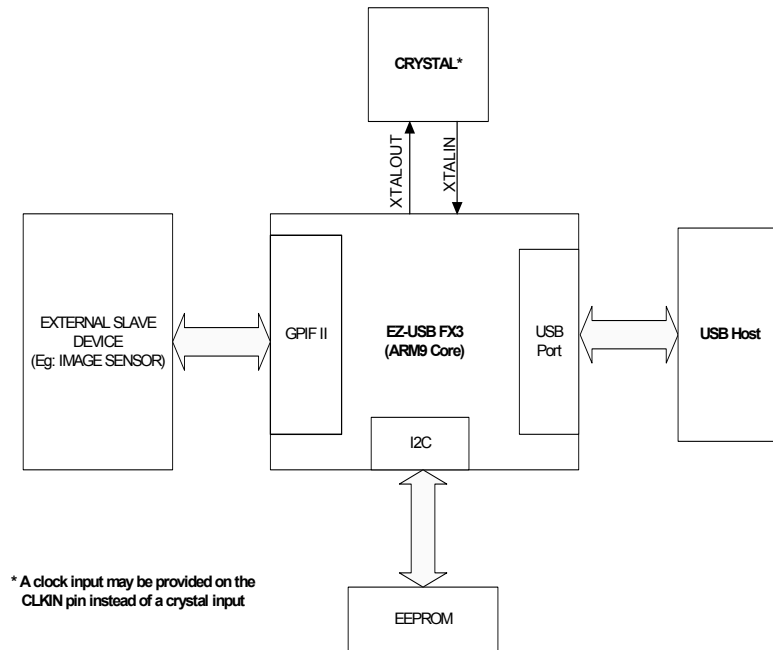 CRYSTAL*
XTALOUT
XTALIN
EXTERNAL SLAVE
DEVICE
(Eg: IMAGE SENSOR)
GPIF II
EZ-USB FX3
(ARM9 Core)
USB
Port
USB Host
I2C
* A clock input may be provided on the
CLKIN pin instead of a crystal input
EEPROM